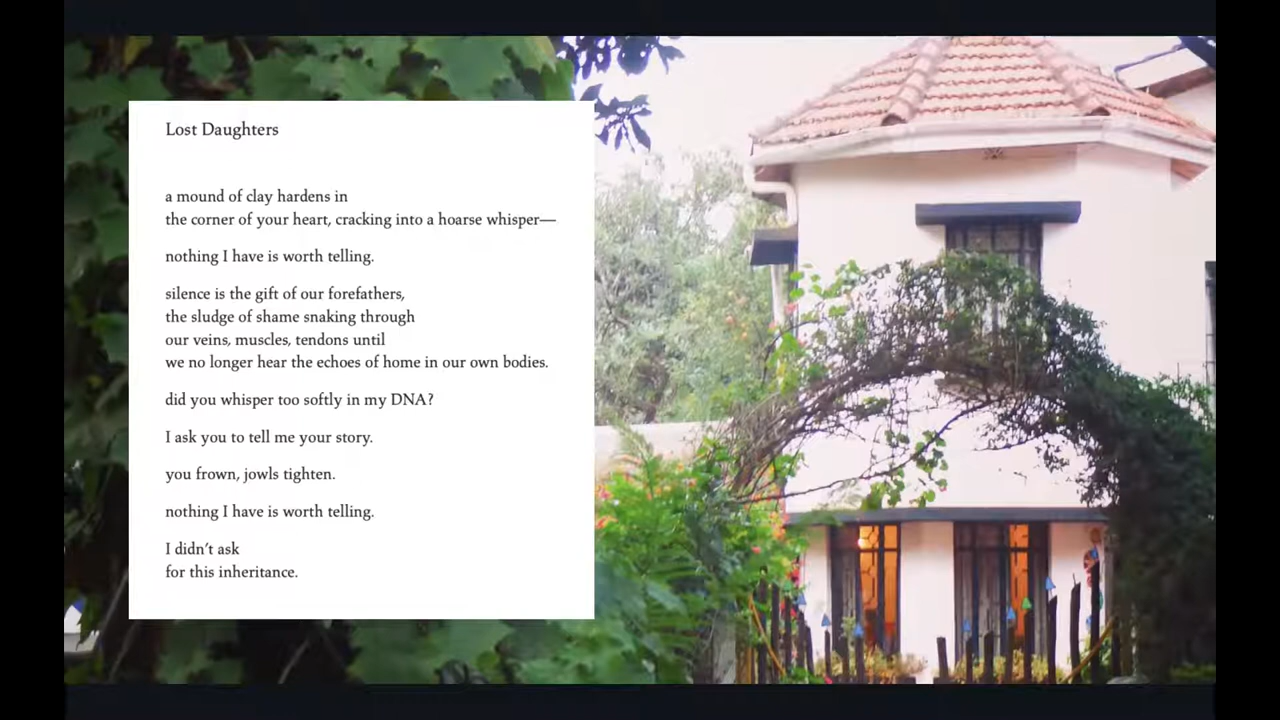 Lost Daughters
a mound of clay hardens in
the corner of your heart, cracking into a hoarse whisper—
nothing I have is worth telling.
silence is the gift of our forefathers,
the sludge of shame snaking through
our veins, muscles, tendons until
we no longer hear the echoes of home in our own bodies.
did you whisper too softly in my DNA?
I ask you to tell me your story.
you frown, jowls tighten.
nothing I have is worth telling.
I didn’t ask
for this inheritance.